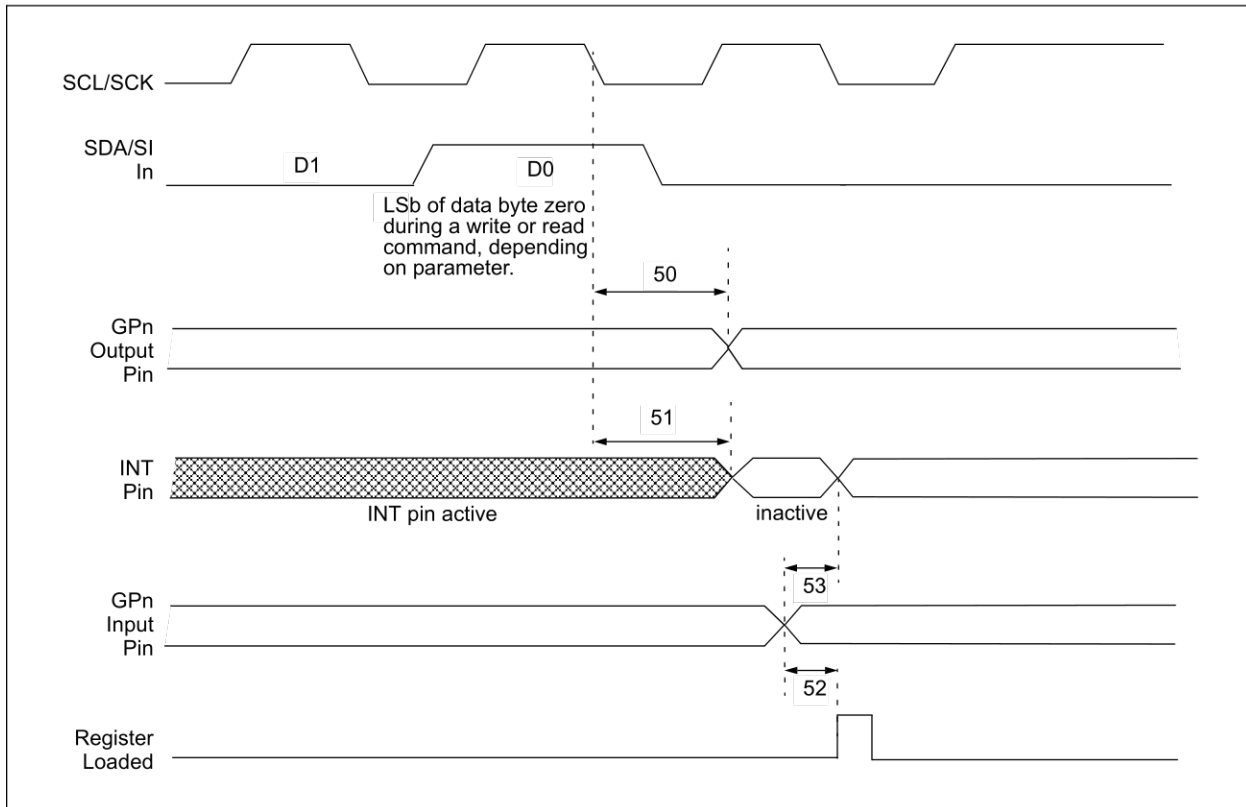 SCL/SCK
SDA/SI
In
D1
D0
LSb of data byte zero
during a write or read
command, depending
on parameter.
50
GPn
Output
Pin
51
INT
Pin
INT pin active
inactive
53
GPn
Input
Pin
52
Register
Loaded